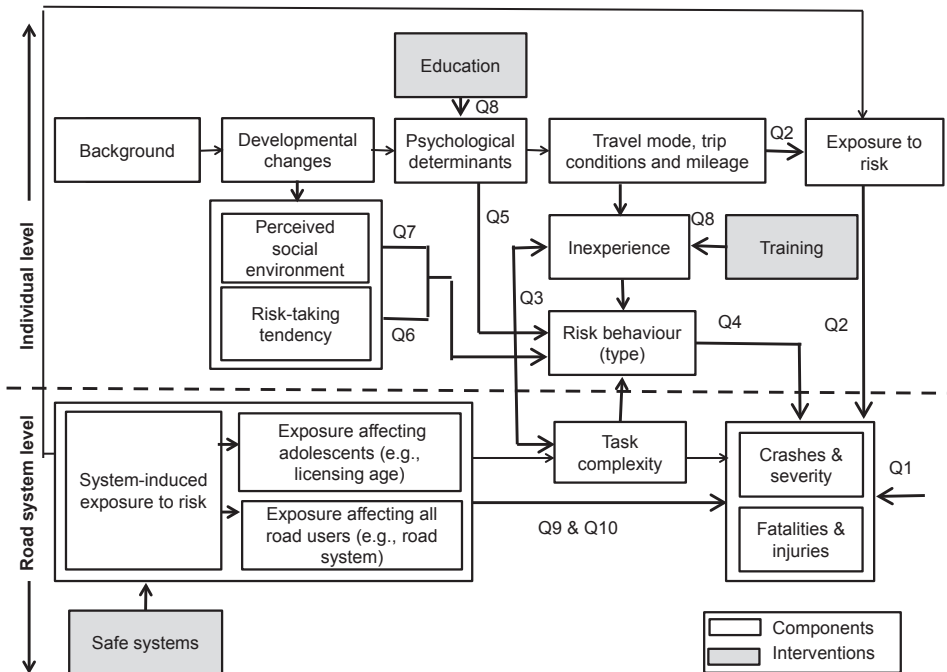 Individual level
Road system level
Education
Q8
Background
Developmental
changes
Psychological
determinants
Travel mode, trip
conditions and mileage
Q2
Exposure to
risk
Perceived
social
environment
Risk-taking
tendency
Q7
Q6
Q5
Q3
Inexperience
Q8
Training
Risk behaviour
(type)
Q4
Q2
System-induced
exposure to risk
Exposure affecting
adolescents (e.g.,
licensing age)
Exposure affecting all
road users (e.g., road
system)
Task
complexity
Q9 & Q10
Crashes &
severity
Fatalities &
injuries
Q1
Safe systems
Components
Interventions